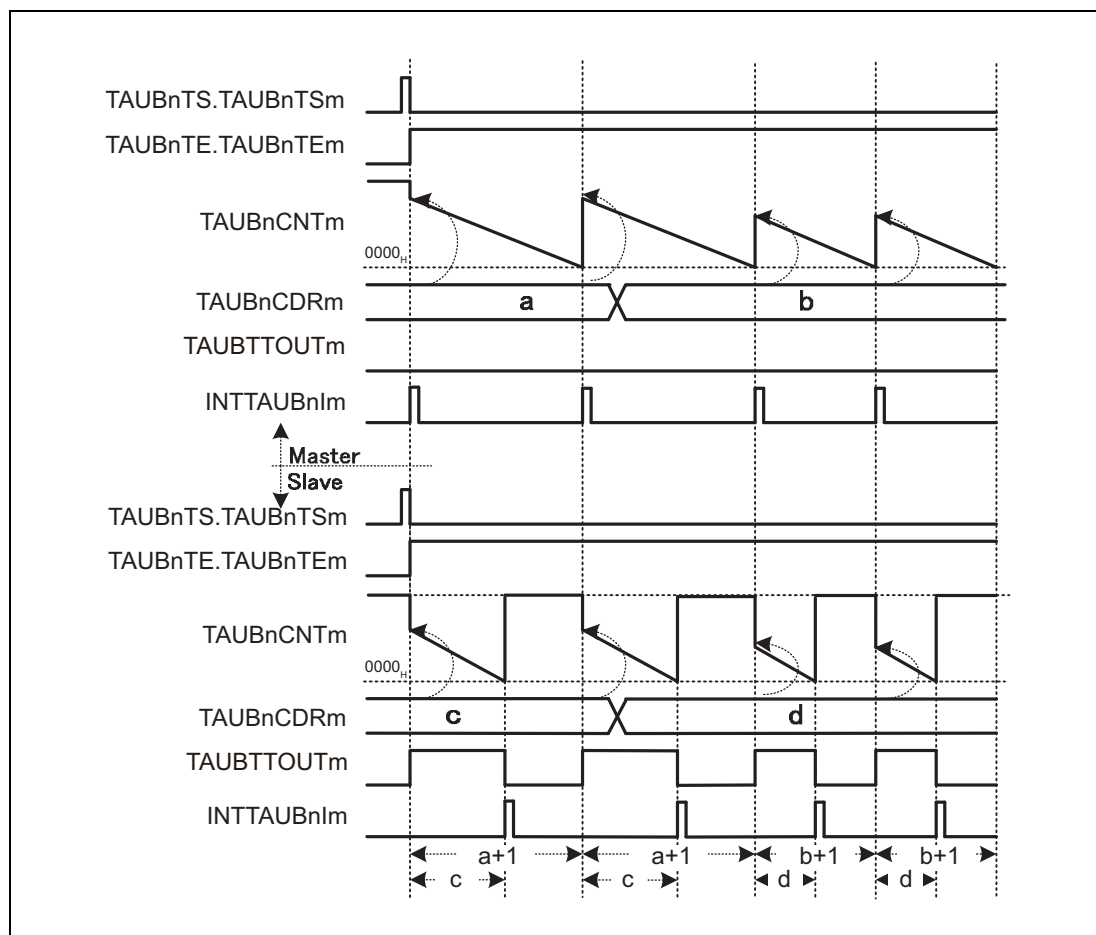 TAUBnTS.TAUBnTSm
TAUBnTE.TAUBnTEm
TAUBnCNTm
0000H
TAUBnCDRm
a
b
TAUBTTOUTm
INTTAUBnIm
Master
Slave
TAUBnTS.TAUBnTSm
TAUBnTE.TAUBnTEm
TAUBnCNTm
0000H
TAUBnCDRm
c
d
TAUBTTOUTm
INTTAUBnIm
a+1 a+1 b+1 b+1
c c d d